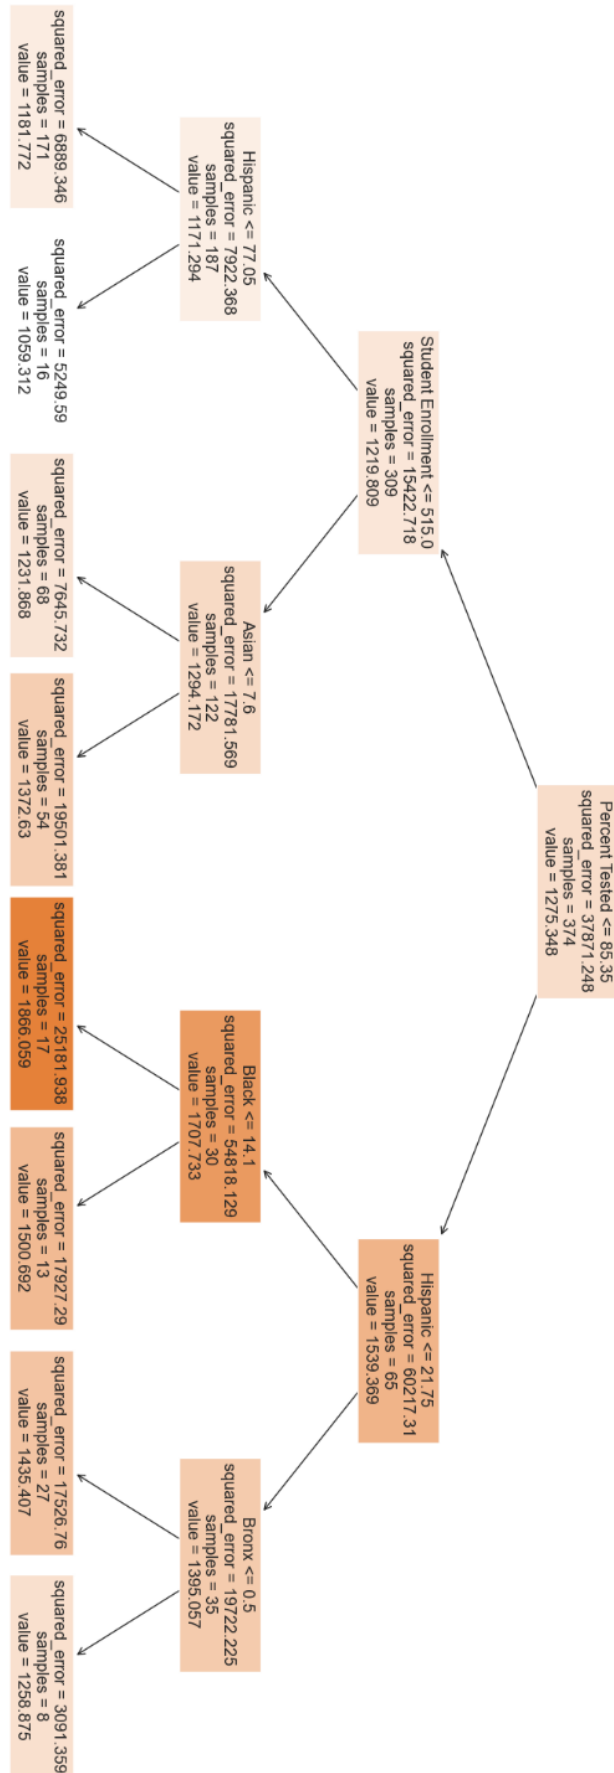 Percent Tested <= 85.35
squared_error = 37871.248
samples = 374
value = 1275.348
Student Enrollment <= 515.0
squared_error = 15422.718
samples = 309
value = 1219.809
Hispanic <= 21.75
squared_error = 60217.31
samples = 65
value = 1539.369
Hispanic <= 77.05
squared_error = 7922.368
samples = 187
value = 1171.294
Asian <= 7.6
squared_error = 17781.569
samples = 122
value = 1294.172
Black <= 14.1
squared_error = 54818.129
samples = 30
value = 1707.733
Bronx <= 0.5
squared_error = 19722.225
samples = 35
value = 1395.057
squared_error = 6889.346
samples = 171
value = 1181.772
squared_error = 5249.59
samples = 16
value = 1059.312
squared_error = 7645.732
samples = 68
value = 1231.868
squared_error = 19501.381
samples = 54
value = 1372.63
squared_error = 25181.938
samples = 17
value = 1866.059
squared_error = 17927.29
samples = 13
value = 1500.692
squared_error = 17526.76
samples = 27
value = 1435.407
squared_error = 3091.359
samples = 8
value = 1258.875